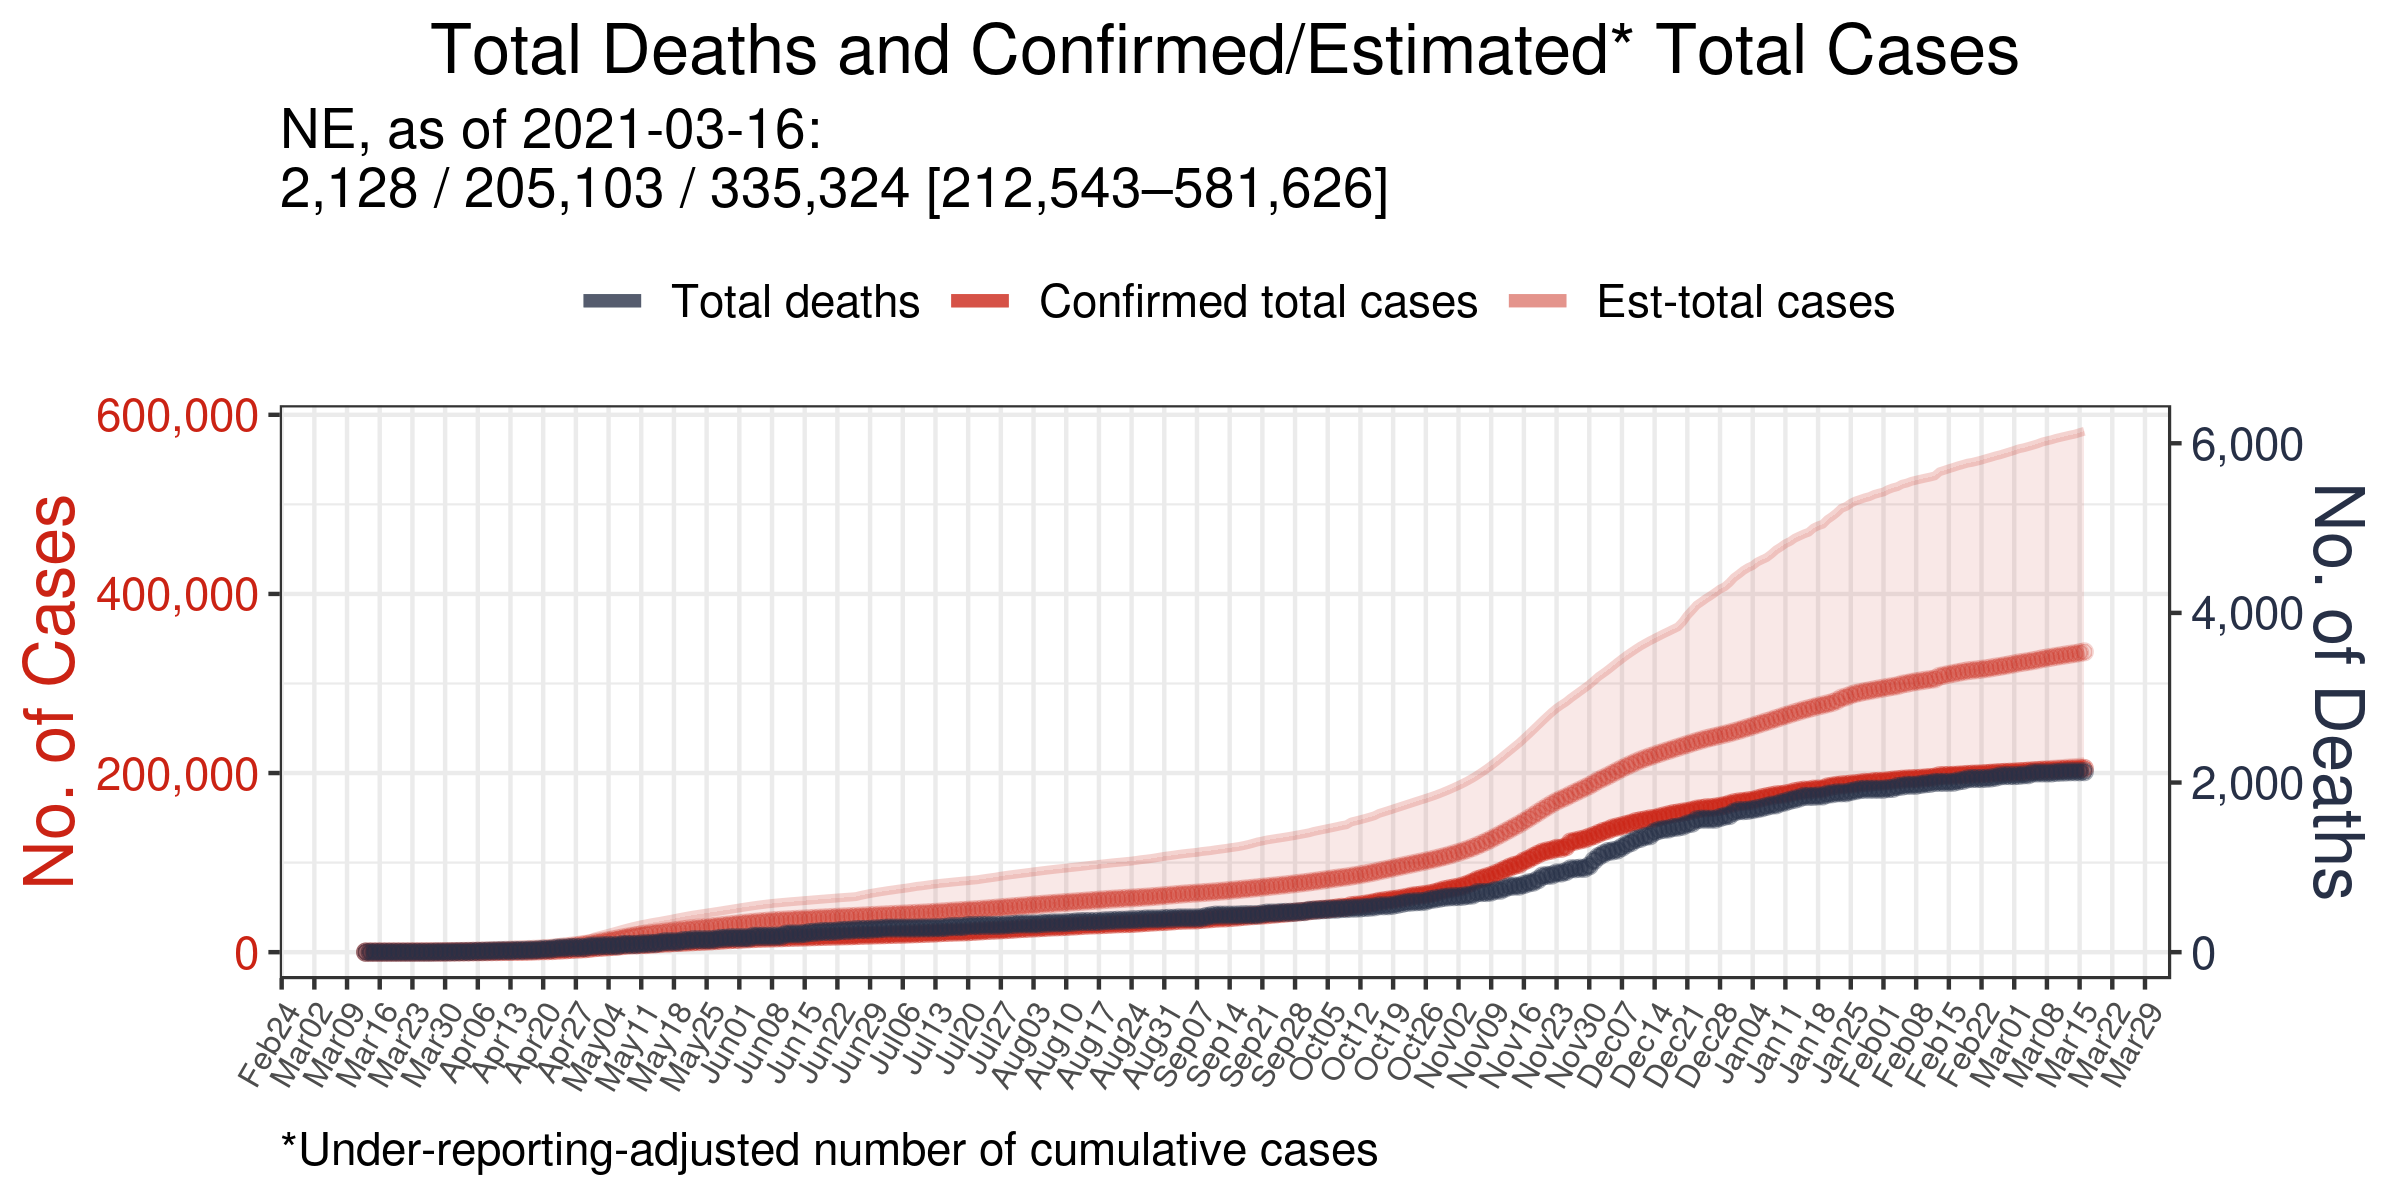 Total Deaths and Confirmed/Estimated* Total Cases
NE, as of 2021-03-16:
2,128 / 205,103 / 335,324 [212,543–581,626]
Total deaths
Confirmed total cases
Est-total cases
No. of Cases
600,000
400,000
200,000
0
6,000
4,000
2,000
0
No. of Deaths
Feb24
Mar02
Mar09
Mar16
Mar23
Mar30
Apr06
Apr13
Apr20
Apr27
May04
May11
May18
May25
Jun01
Jun08
Jun15
Jun22
Jun29
Jul06
Jul13
Jul20
Jul27
Aug03
Aug10
Aug17
Aug24
Aug31
Sep07
Sep14
Sep21
Sep28
Oct05
Oct12
Oct19
Oct26
Nov02
Nov09
Nov16
Nov23
Nov30
Dec07
Dec14
Dec21
Dec28
Jan04
Jan11
Jan18
Jan25
Feb01
Feb08
Feb15
Feb22
Mar01
Mar08
Mar15
Mar22
Mar29
*Under-reporting-adjusted number of cumulative cases